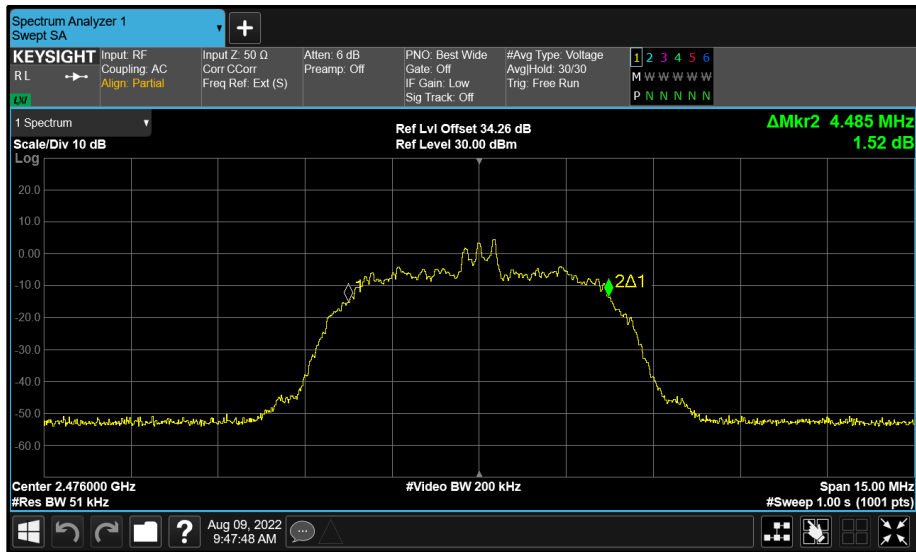 Spectrum Analyzer 1
Swept SA
+
KEYSIGHT
RL
LXI
Input: RF
Coupling: AC
Align: Partial
Input Z: 50 Ω
Corr CCorr
Freq Ref: Ext (S)
Atten: 6 dB
Preamp: Off
PNO: Best Wide
Gate: Off
IF Gain: Low
Sig Track: Off
#Avg Type: Voltage
Avg|Hold: 30/30
Trig: Free Run
1 2 3 4 5 6
M W W W W W
P N N N N N
1 Spectrum
Scale/Div 10 dB
Ref Lvl Offset 34.26 dB
Ref Level 30.00 dBm
ΔMkr2 4.485 MHz
1.52 dB
Log
20.0
10.0
0.00
-10.0
-20.0
-30.0
-40.0
-50.0
-60.0
1
2Δ1
Center 2.476000 GHz
#Res BW 51 kHz
#Video BW 200 kHz
Span 15.00 MHz
#Sweep 1.00 s (1001 pts)
?
Aug 09, 2022
9:47:48 AM